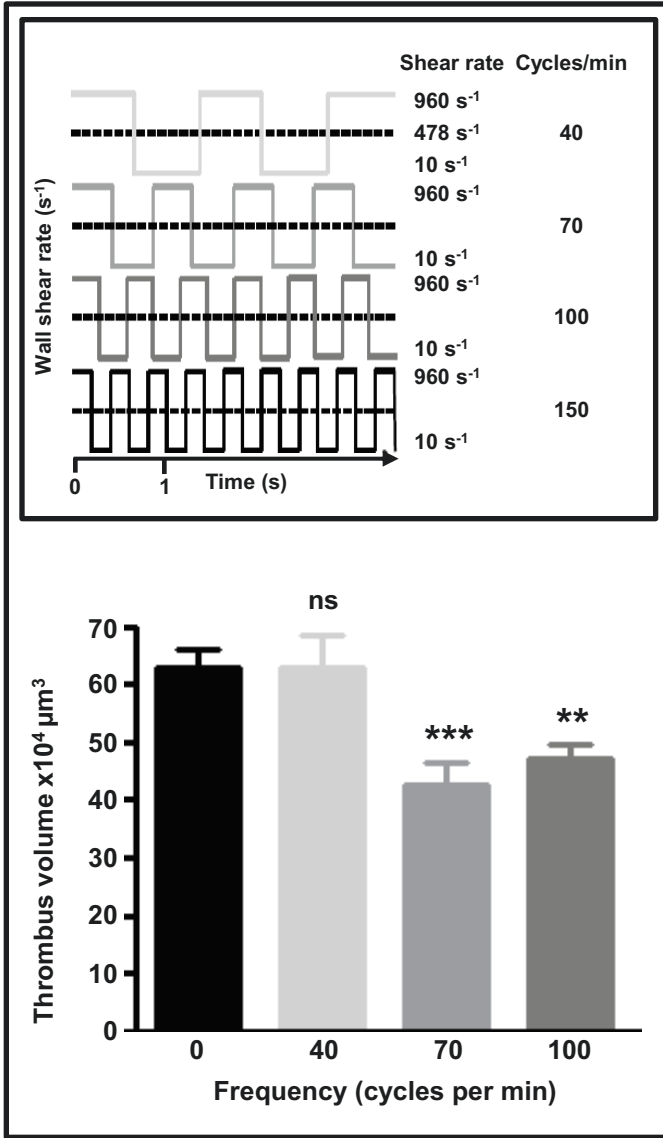 Shear rate Cycles/min
960 s⁻¹
478 s⁻¹ 40
10 s⁻¹
960 s⁻¹
70
10 s⁻¹
960 s⁻¹
100
10 s⁻¹
960 s⁻¹
150
10 s⁻¹
Wall shear rate (s⁻¹)
0 1 Time (s)
ns
***
**
70
60
50
40
30
20
10
0
Thrombus volume x10⁴ µm³
0 40 70 100
Frequency (cycles per min)